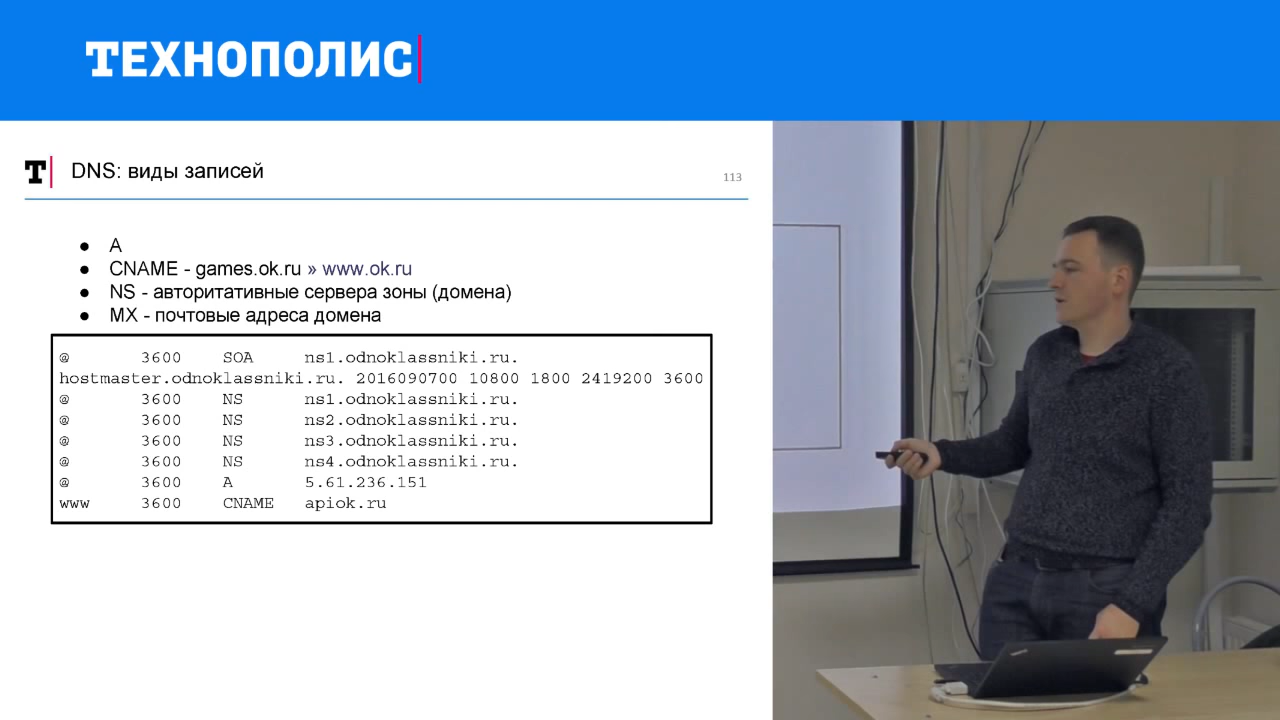 ТЕХНОПОЛИС
T
DNS: виды записей
113
● A
● CNAME - games.ok.ru » www.ok.ru
● NS - авторитативные сервера зоны (домена)
● MX - почтовые адреса домена
@ 3600 SOA ns1.odnoklassniki.ru.
hostmaster.odnoklassniki.ru. 2016090700 10800 1800 2419200 3600
@ 3600 NS ns1.odnoklassniki.ru.
@ 3600 NS ns2.odnoklassniki.ru.
@ 3600 NS ns3.odnoklassniki.ru.
@ 3600 NS ns4.odnoklassniki.ru.
@ 3600 A 5.61.236.151
www 3600 CNAME apiok.ru